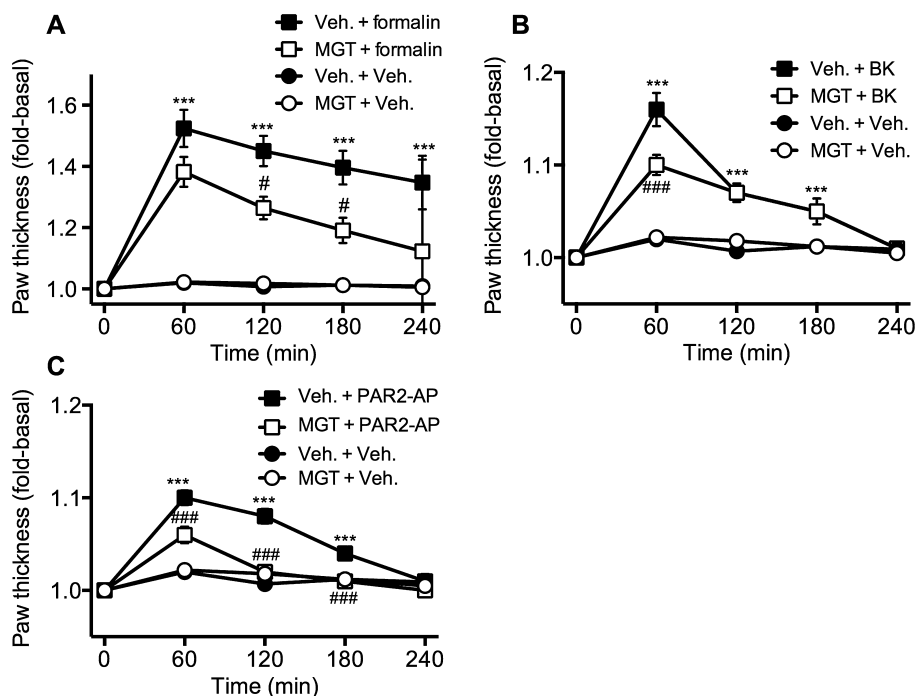 A
Veh. + formalin
MGT + formalin
Veh. + Veh.
MGT + Veh.
Paw thickness (fold-basal)
1.6
1.4
1.2
1.0
***
***
***
***
#
#
0 60 120 180 240
Time (min)
B
Veh. + BK
MGT + BK
Veh. + Veh.
MGT + Veh.
Paw thickness (fold-basal)
1.2
1.1
1.0
***
***
***
###
0 60 120 180 240
Time (min)
C
Veh. + PAR2-AP
MGT + PAR2-AP
Veh. + Veh.
MGT + Veh.
Paw thickness (fold-basal)
1.2
1.1
1.0
***
***
***
###
###
###
0 60 120 180 240
Time (min)